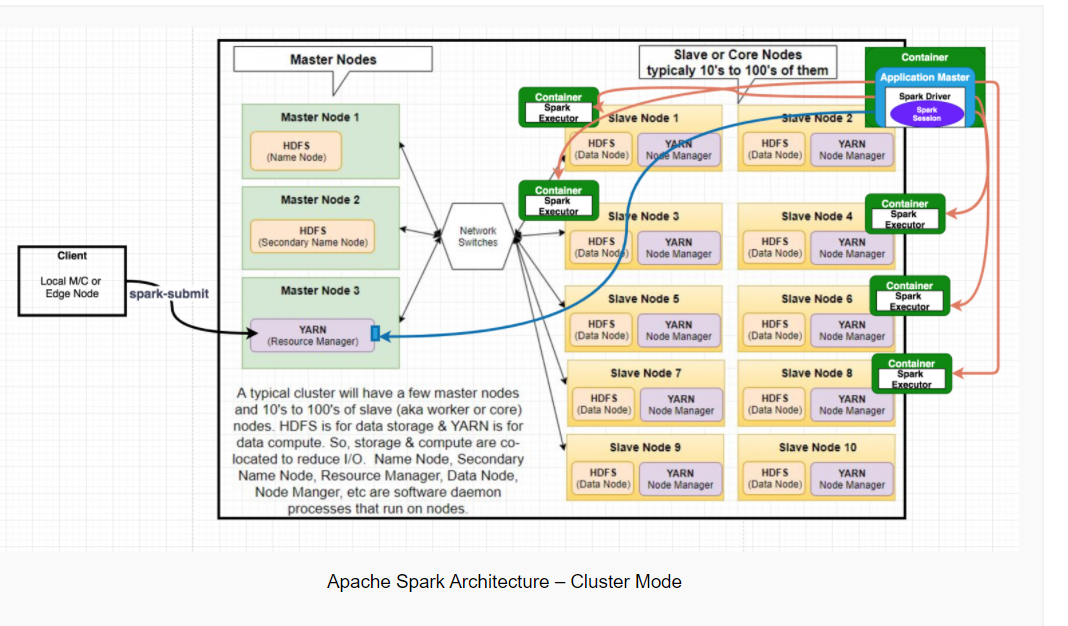 Master Nodes
Slave or Core Nodes
typicaly 10's to 100's of them
Container
Application Master
Spark Driver
Spark
Session
Container
Spark
Executor
Master Node 1
HDFS
(Name Node)
Slave Node 1
HDFS
(Data Node)
YARN
Node Manager
Slave Node 2
HDFS
(Data Node)
YARN
Node Manager
Container
Spark
Executor
Master Node 2
HDFS
(Secondary Name Node)
Network
Switches
Slave Node 3
HDFS
(Data Node)
YARN
Node Manager
Slave Node 4
HDFS
(Data Node)
YARN
Node Manager
Container
Spark
Executor
Client
Local M/C or
Edge Node
spark-submit
Master Node 3
YARN
(Resource Manager)
Slave Node 5
HDFS
(Data Node)
YARN
Node Manager
Slave Node 6
HDFS
(Data Node)
YARN
Node Manager
Container
Spark
Executor
Slave Node 7
HDFS
(Data Node)
YARN
Node Manager
Slave Node 8
HDFS
(Data Node)
YARN
Node Manager
Container
Spark
Executor
Slave Node 9
HDFS
(Data Node)
YARN
Node Manager
Slave Node 10
HDFS
(Data Node)
YARN
Node Manager
A typical cluster will have a few master nodes
and 10's to 100's of slave (aka worker or core)
nodes. HDFS is for data storage & YARN is for
data compute. So, storage & compute are co-
located to reduce I/O. Name Node, Secondary
Name Node, Resource Manager, Data Node,
Node Manger, etc are software daemon
processes that run on nodes.
Apache Spark Architecture – Cluster Mode